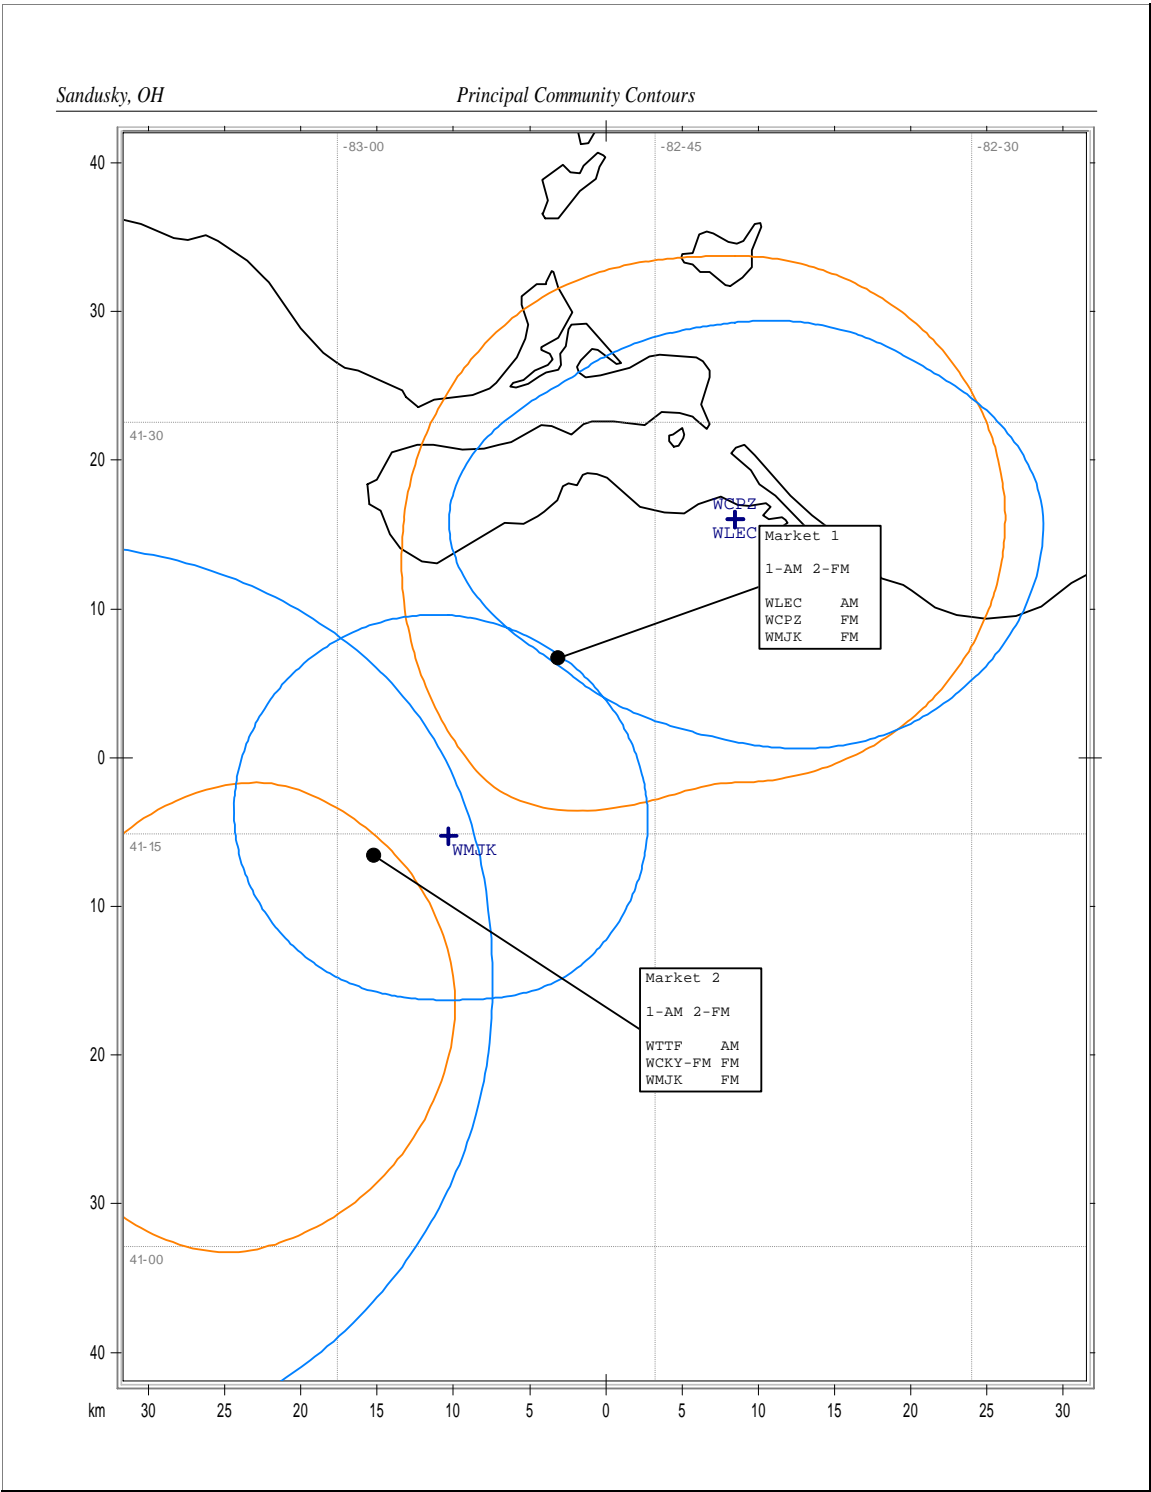 Sandusky, OH Principal Community Contours
-83-00 -82-45 -82-30
40
30
41-30
20
WCPZ
WLEC
Market 1
1-AM 2-FM
WLEC AM
WCPZ FM
WMJK FM
10
0
41-15
WMJK
10
Market 2
1-AM 2-FM
WTTF AM
WCKY-FM FM
WMJK FM
20
30
41-00
40
km 30 25 20 15 10 5 0 5 10 15 20 25 30